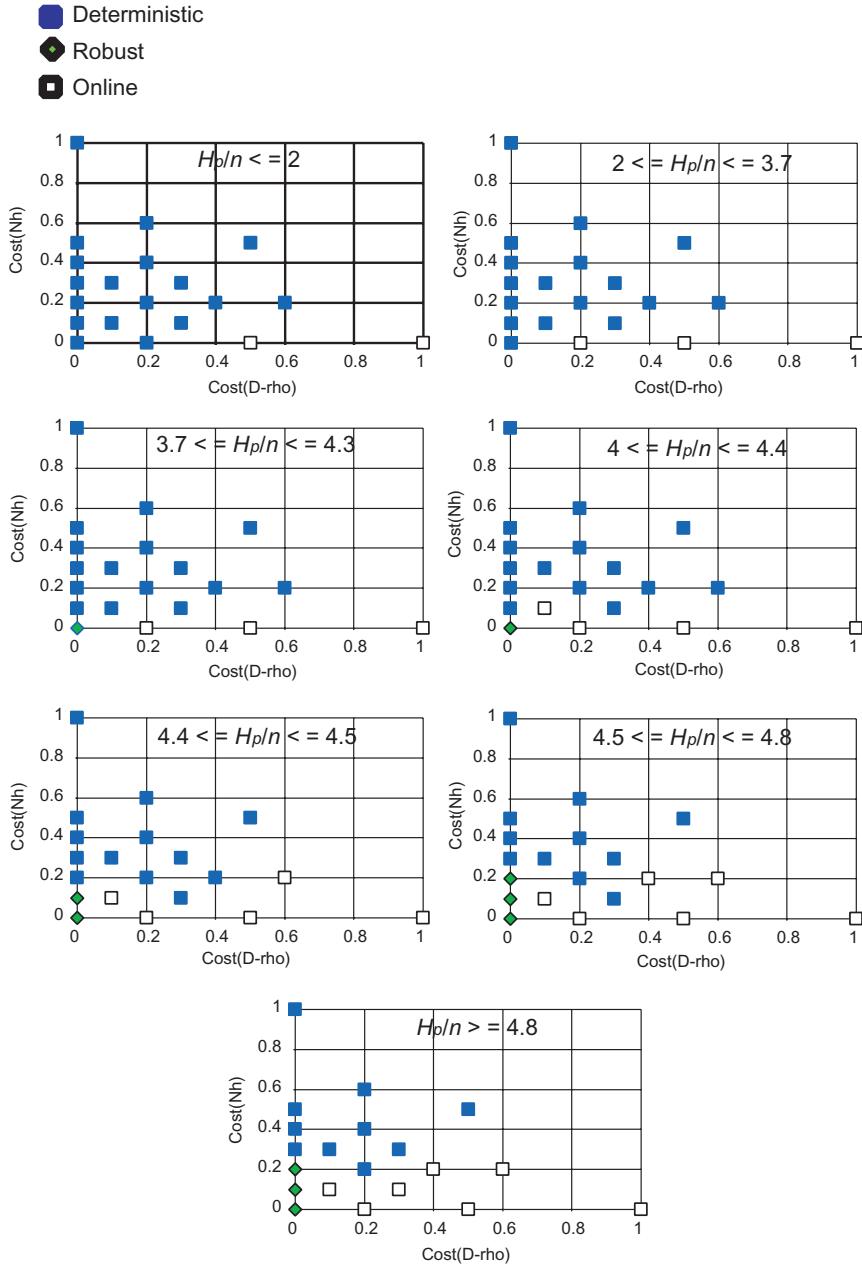 Deterministic
Robust
Online
Hp/n < = 2
Cost(Nh)
1
0.8
0.6
0.4
0.2
0
0 0.2 0.4 0.6 0.8 1
Cost(D-rho)
2 < = Hp/n < = 3.7
Cost(Nh)
1
0.8
0.6
0.4
0.2
0
0 0.2 0.4 0.6 0.8 1
Cost(D-rho)
3.7 < = Hp/n < = 4.3
Cost(Nh)
1
0.8
0.6
0.4
0.2
0
0 0.2 0.4 0.6 0.8 1
Cost(D-rho)
4 < = Hp/n < = 4.4
Cost(Nh)
1
0.8
0.6
0.4
0.2
0
0 0.2 0.4 0.6 0.8 1
Cost(D-rho)
4.4 < = Hp/n < = 4.5
Cost(Nh)
1
0.8
0.6
0.4
0.2
0
0 0.2 0.4 0.6 0.8 1
Cost(D-rho)
4.5 < = Hp/n < = 4.8
Cost(Nh)
1
0.8
0.6
0.4
0.2
0
0 0.2 0.4 0.6 0.8 1
Cost(D-rho)
Hp/n > = 4.8
Cost(Nh)
1
0.8
0.6
0.4
0.2
0
0 0.2 0.4 0.6 0.8 1
Cost(D-rho)